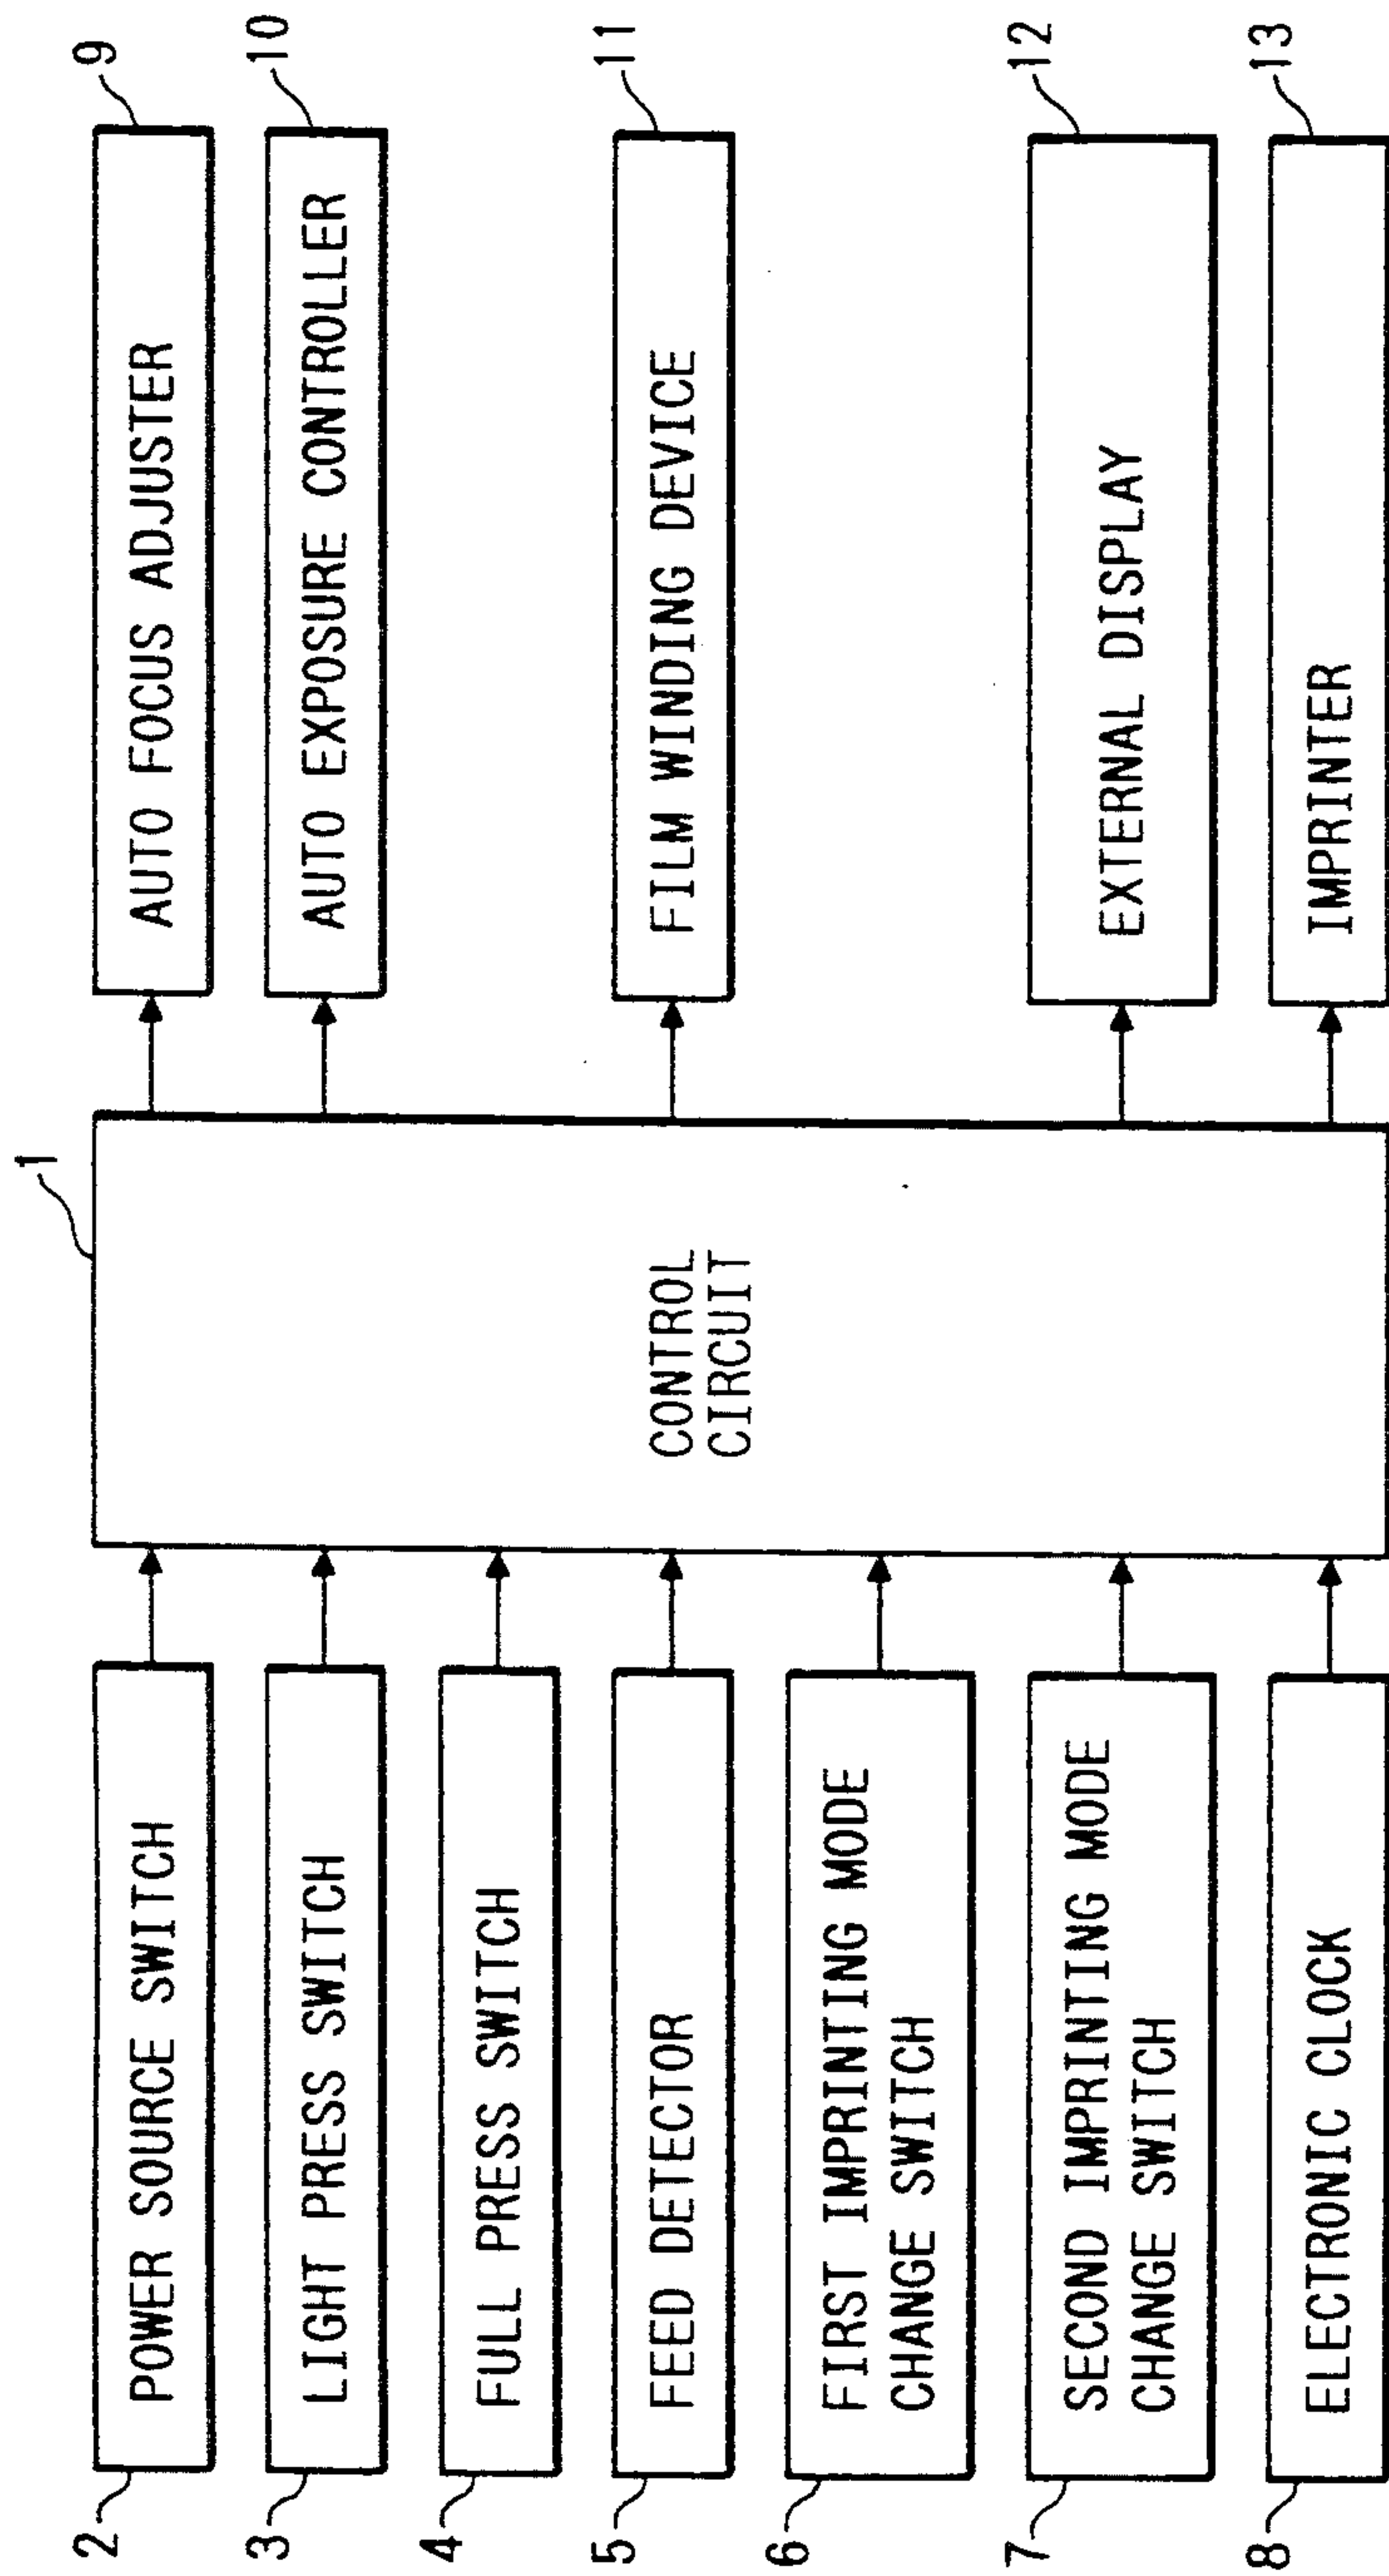 1
CONTROL
CIRCUIT
2
POWER SOURCE SWITCH
3
LIGHT PRESS SWITCH
4
FULL PRESS SWITCH
5
FEED DETECTOR
6
FIRST IMPRINTING MODE
CHANGE SWITCH
7
SECOND IMPRINTING MODE
CHANGE SWITCH
8
ELECTRONIC CLOCK
9
AUTO FOCUS ADJUSTER
10
AUTO EXPOSURE CONTROLLER
11
FILM WINDING DEVICE
12
EXTERNAL DISPLAY
13
IMPRINTER